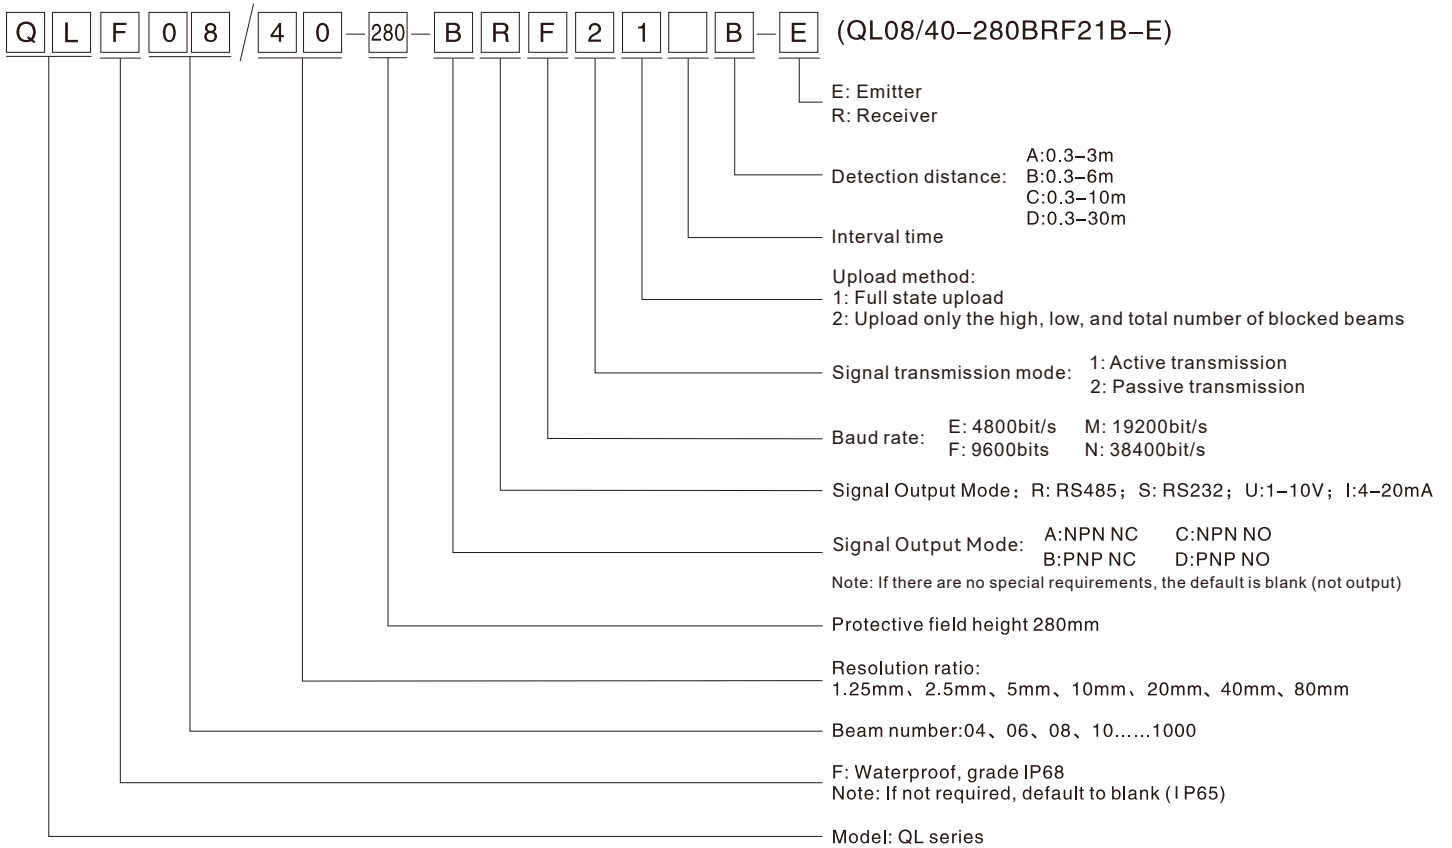 QLF08/40-280-BRF21 B-E (QL08/40-280BRF21B-E)
E: Emitter
R: Receiver
Detection distance:
A:0.3-3m
B:0.3-6m
C:0.3-10m
D:0.3-30m
Interval time
Upload method:
1: Full state upload
2: Upload only the high, low, and total number of blocked beams
Signal transmission mode:
1: Active transmission
2: Passive transmission
Baud rate:
E: 4800bit/s M: 19200bit/s
F: 9600bits N: 38400bit/s
Signal Output Mode：R: RS485；S: RS232；U:1-10V；I:4-20mA
Signal Output Mode:
A:NPN NC C:NPN NO
B:PNP NC D:PNP NO
Note: If there are no special requirements, the default is blank (not output)
Protective field height 280mm
Resolution ratio:
1.25mm、2.5mm、5mm、10mm、20mm、40mm、80mm
Beam number:04、06、08、10......1000
F: Waterproof, grade IP68
Note: If not required, default to blank (IP65)
Model: QL series